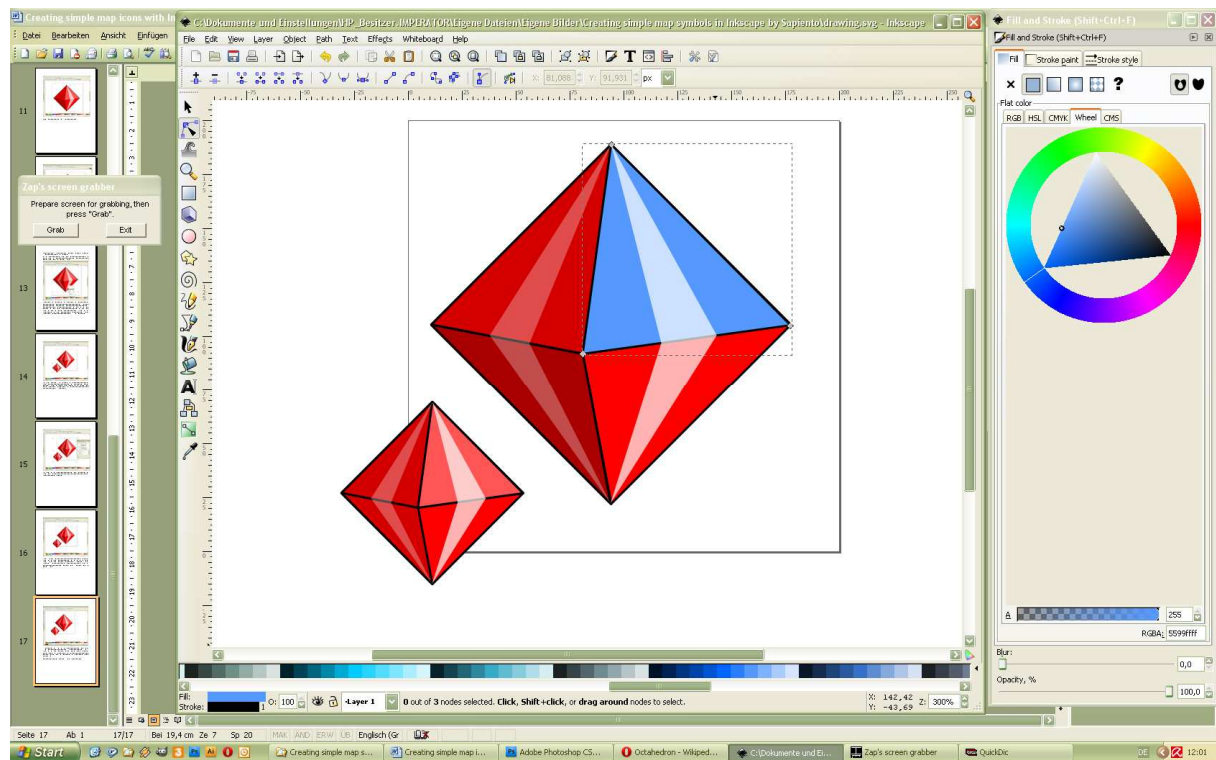 Creating simple map icons with In
Datei Bearbeiten Ansicht Einfügen
11
Zap's screen grabber
Prepare screen for grabbing, then
press "Grab".
Grab Exit
13
14
15
16
17
Seite 17 Ab 1 17/17 Bei 19,4 cm Ze 7 Sp 20 MAK ÄND ERW ÜB Englisch (Gr
C:\Dokumente und Einstellungen\HP_Besitzer.IMPERATOR\Eigene Dateien\Eigene Bilder\Creating simple map symbols in Inkscape by Sapiento\drawing.svg - Inkscape
File Edit View Layer Object Path Text Effects Whiteboard Help
X: 81,088 Y: 91,931 px
Fill:
Stroke: 1 O: 100 -Layer 1 0 out of 3 nodes selected. Click, Shift+click, or drag around nodes to select. X: 142,42 Y: -43,69 Z: 300%
Fill and Stroke (Shift+Ctrl+F)
Fill and Stroke (Shift+Ctrl+F)
Fill Stroke paint Stroke style
Flat color
RGB HSL CMYK Wheel CMS
A 255
RGBA: 5599ffff
Blur:
0,0
Opacity, %
100,0
Start Creating simple map s... Creating simple map i... Adobe Photoshop CS... Octahedron - Wikiped... C:\Dokumente und Ei... Zap's screen grabber QuickDic DE 12:01